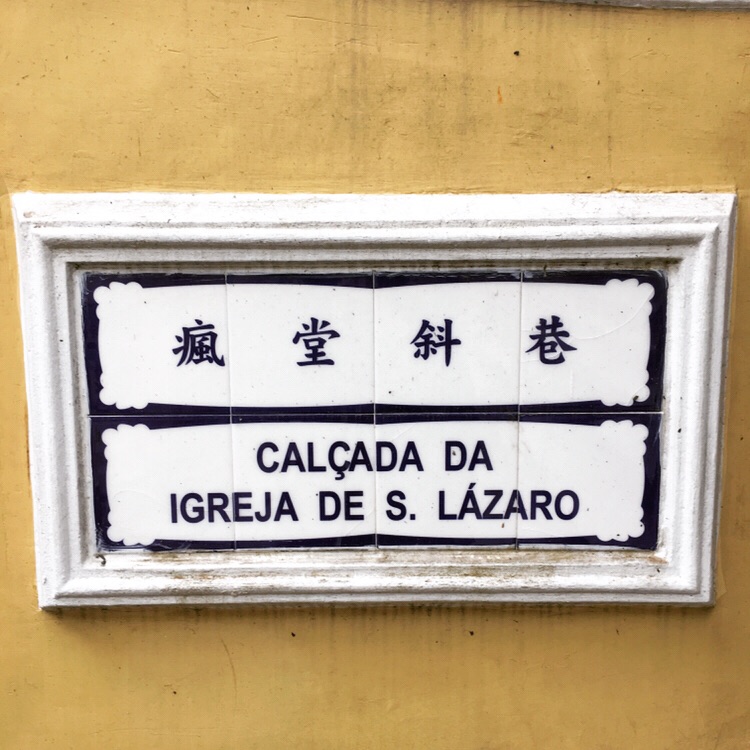 瘋堂斜巷
CALÇADA DA
IGREJA DE S. LÁZARO